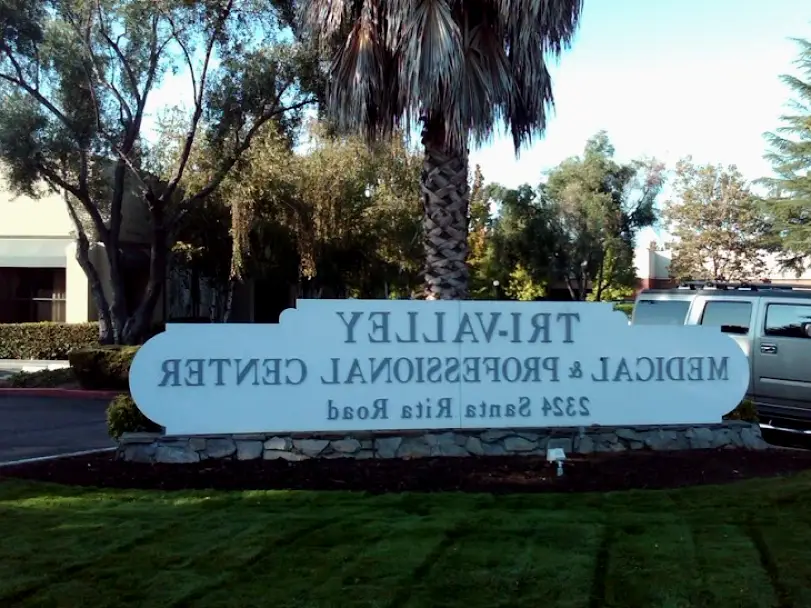 TRI-VALLEY
MEDICAL & PROFESSIONAL CENTER
2324 Santa Rita Road